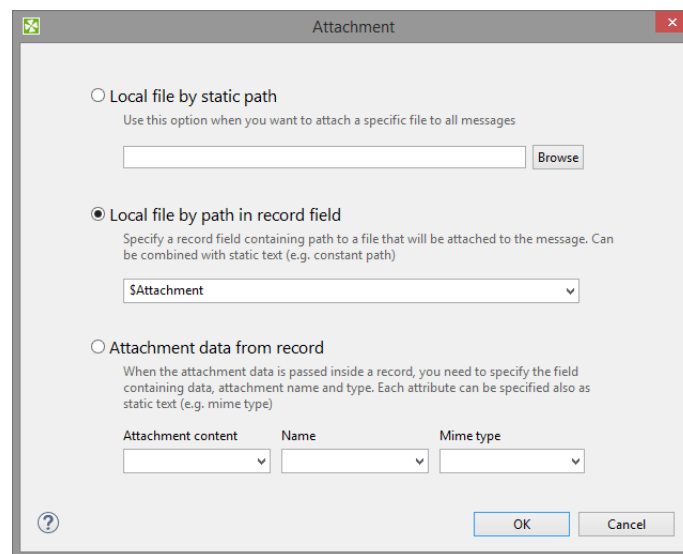 Attachment
Local file by static path
Use this option when you want to attach a specific file to all messages
Browse
Local file by path in record field
Specify a record field containing path to a file that will be attached to the message. Can
be combined with static text (e.g. constant path)
$Attachment
Attachment data from record
When the attachment data is passed inside a record, you need to specify the field
containing data, attachment name and type. Each attribute can be specified also as
static text (e.g. mime type)
Attachment content Name Mime type
OK Cancel